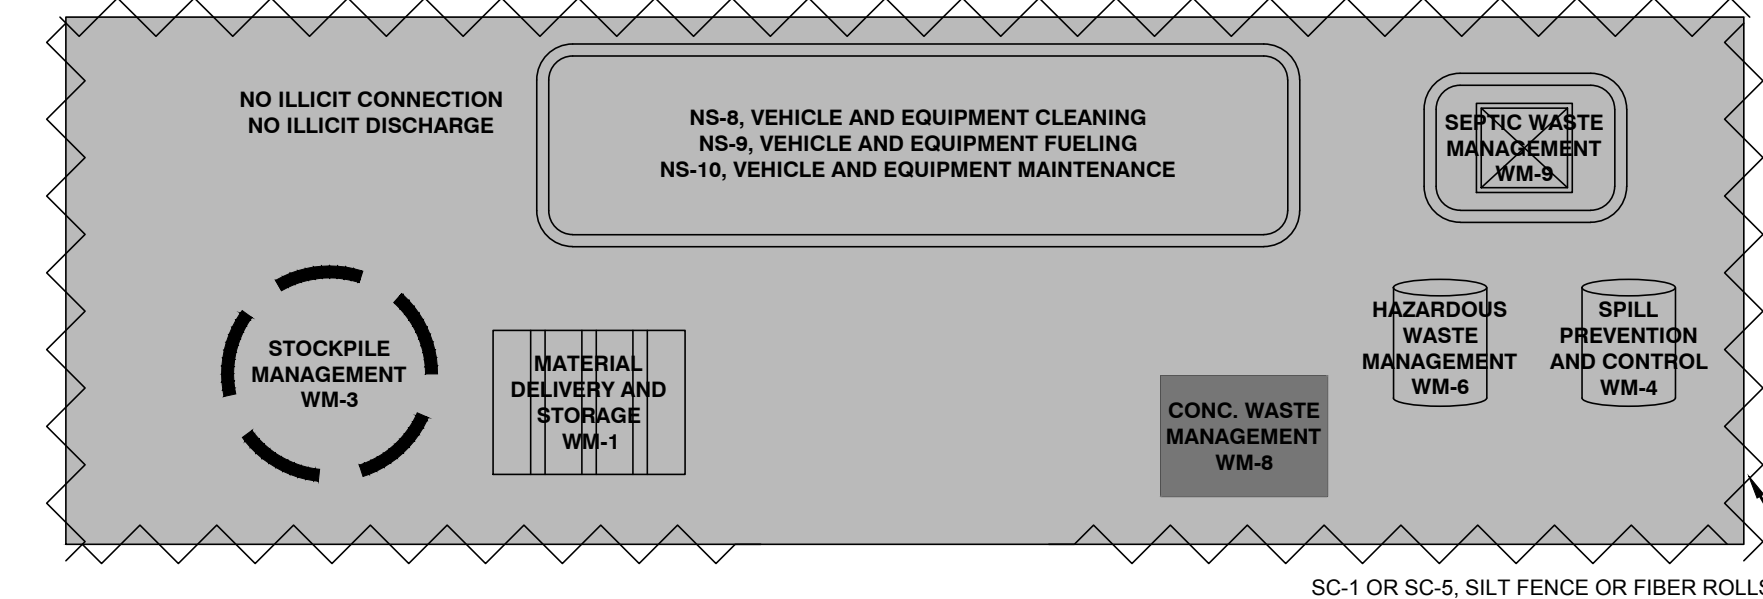 NO ILLICIT CONNECTION
NO ILLICIT DISCHARGE
NS-8, VEHICLE AND EQUIPMENT CLEANING
NS-9, VEHICLE AND EQUIPMENT FUELING
NS-10, VEHICLE AND EQUIPMENT MAINTENANCE
SEPTIC WASTE
MANAGEMENT
WM-9
STOCKPILE
MANAGEMENT
WM-3
MATERIAL
DELIVERY AND
STORAGE
WM-1
CONC. WASTE
MANAGEMENT
WM-8
HAZARDOUS
WASTE
MANAGEMENT
WM-6
SPILL
PREVENTION
AND CONTROL
WM-4
SC-1 OR SC-5, SILT FENCE OR FIBER ROLLS